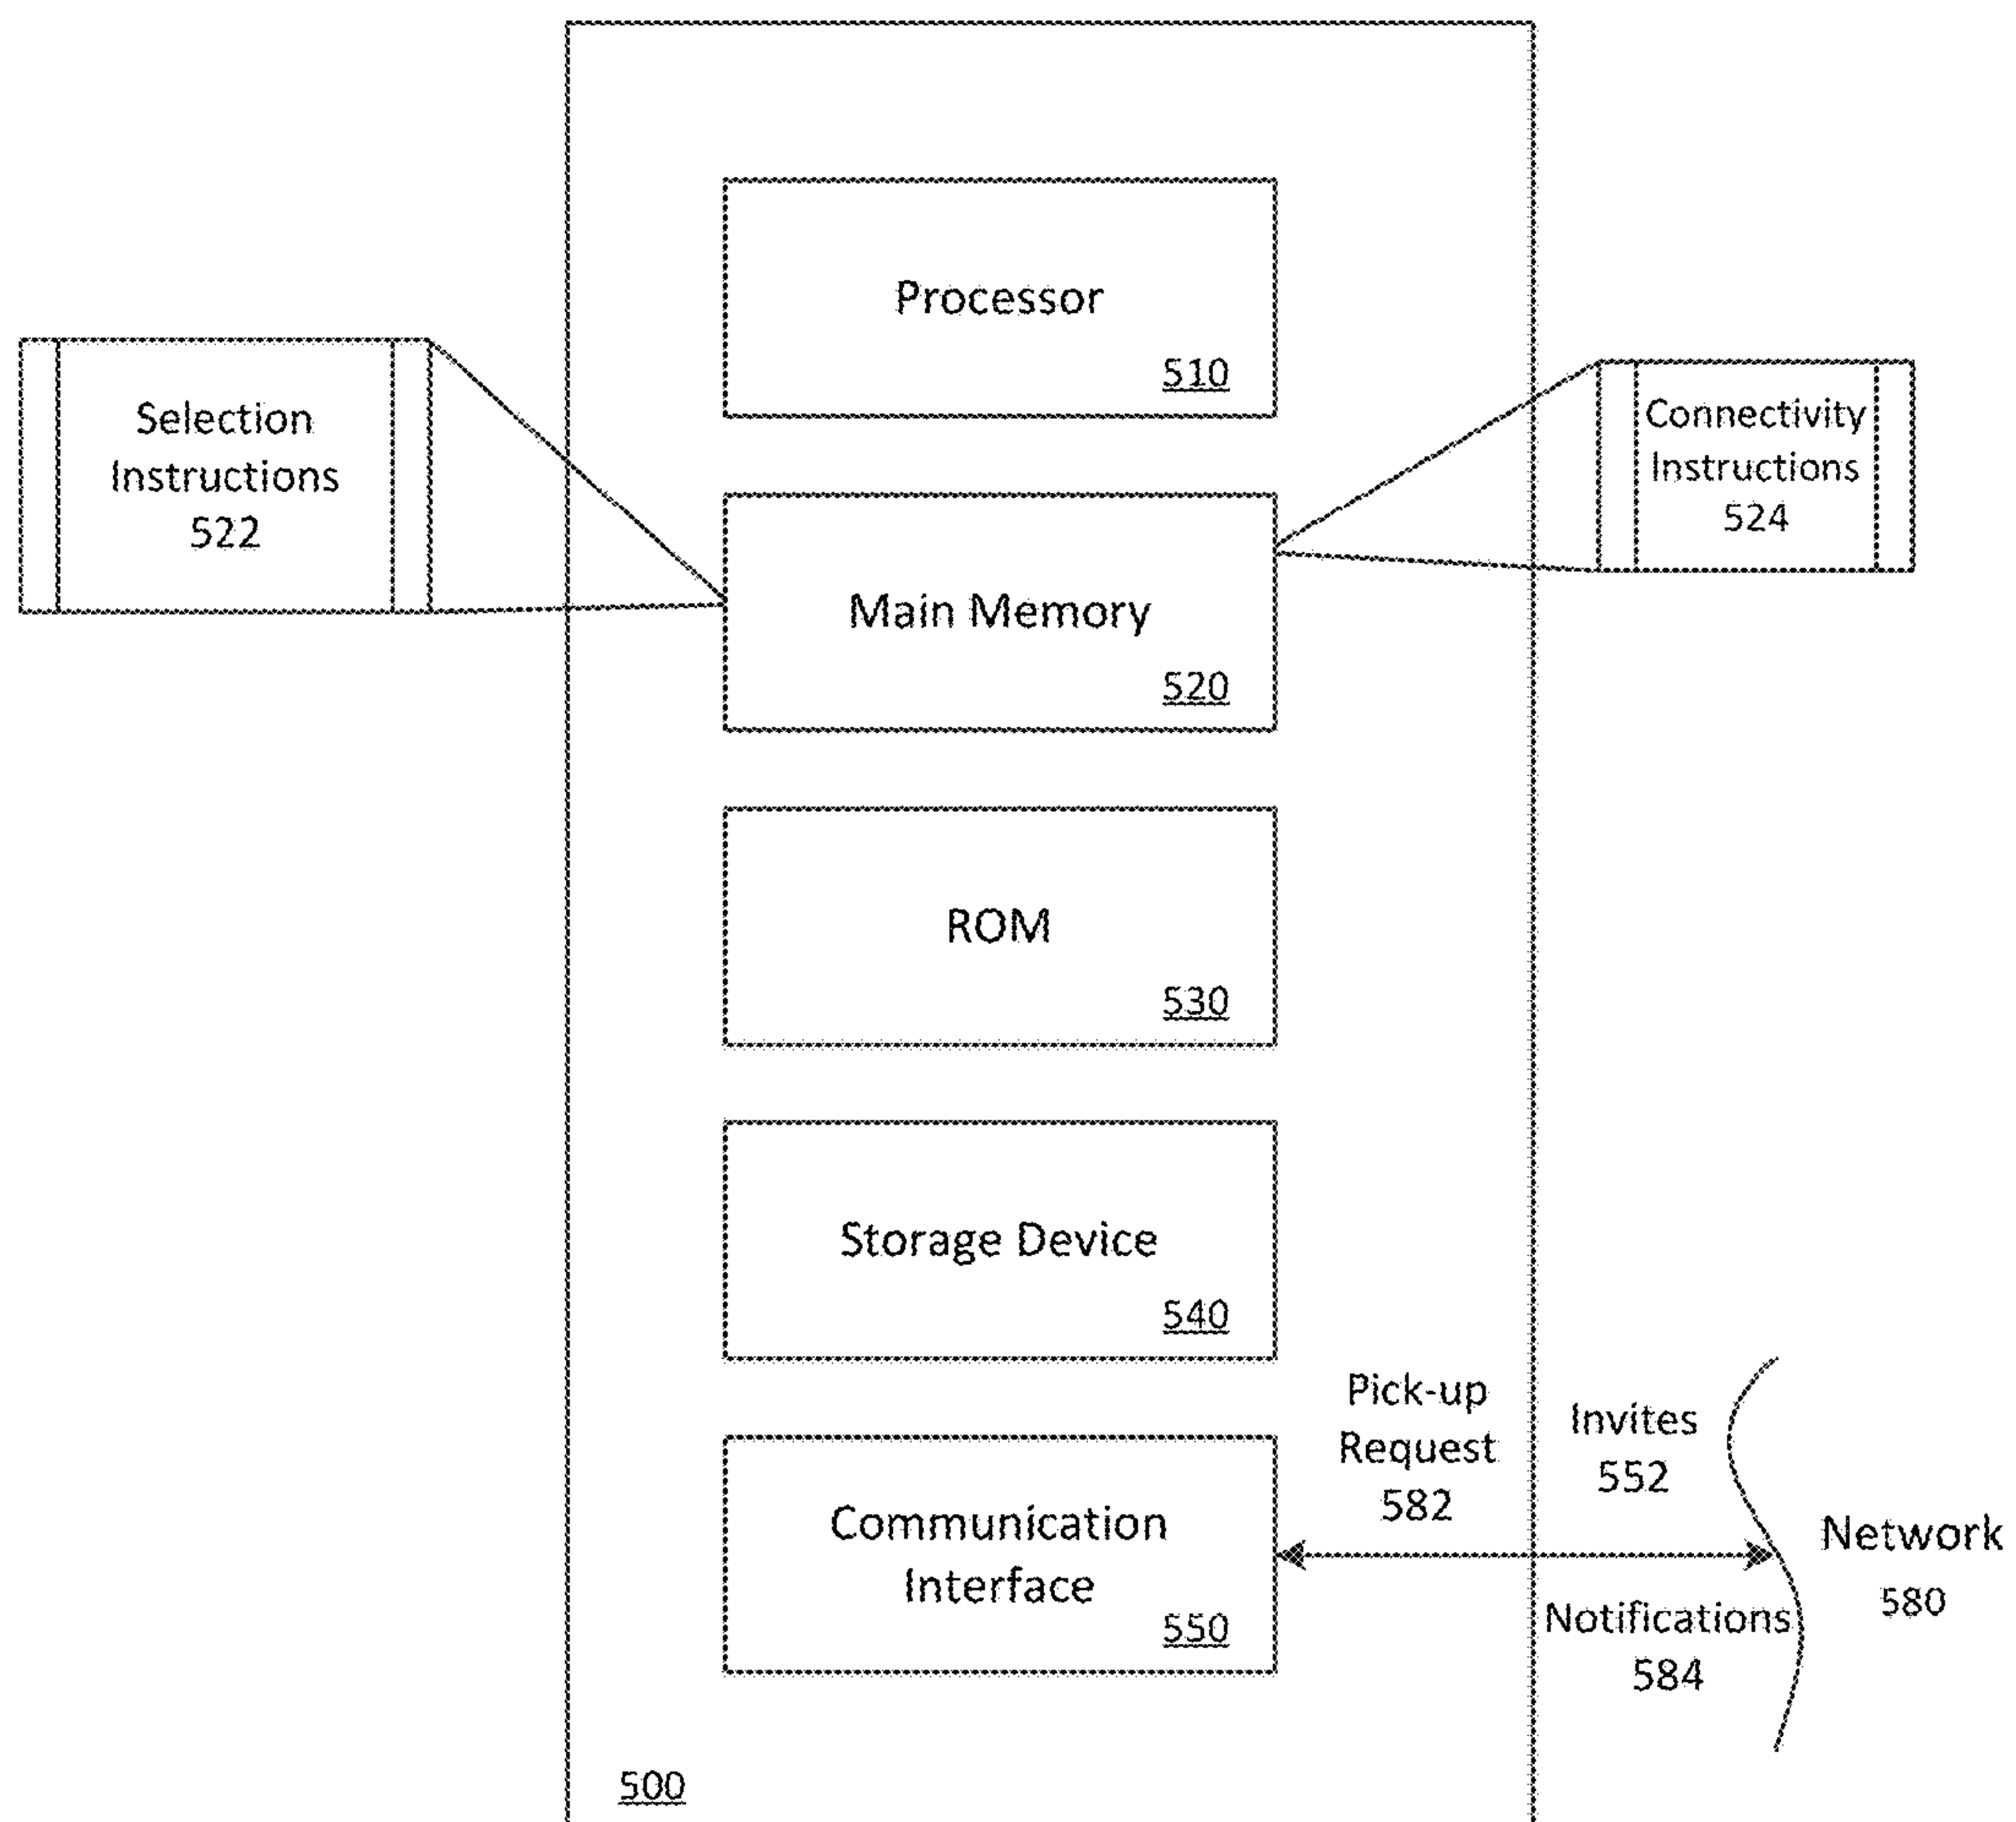 Processor
510
Selection
Instructions
522
Connectivity
Instructions
524
Main Memory
520
ROM
530
Storage Device
540
Pick-up
Request
582
Invites
552
Communication
Interface
550
Network
580
Notifications
584
500